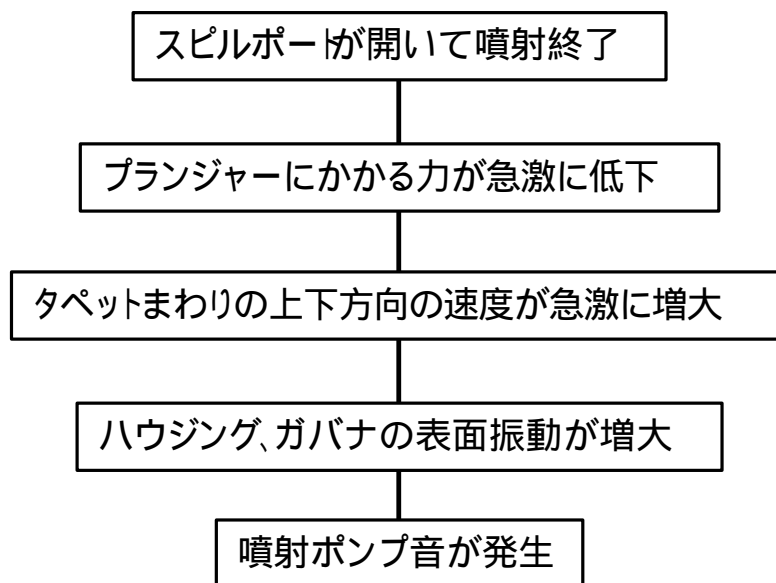 スピルポートが開いて噴射終了
プランジャーにかかる力が急激に低下
タペットまわりの上下方向の速度が急激に増大
ハウジング、ガバナの表面振動が増大
噴射ポンプ音が発生